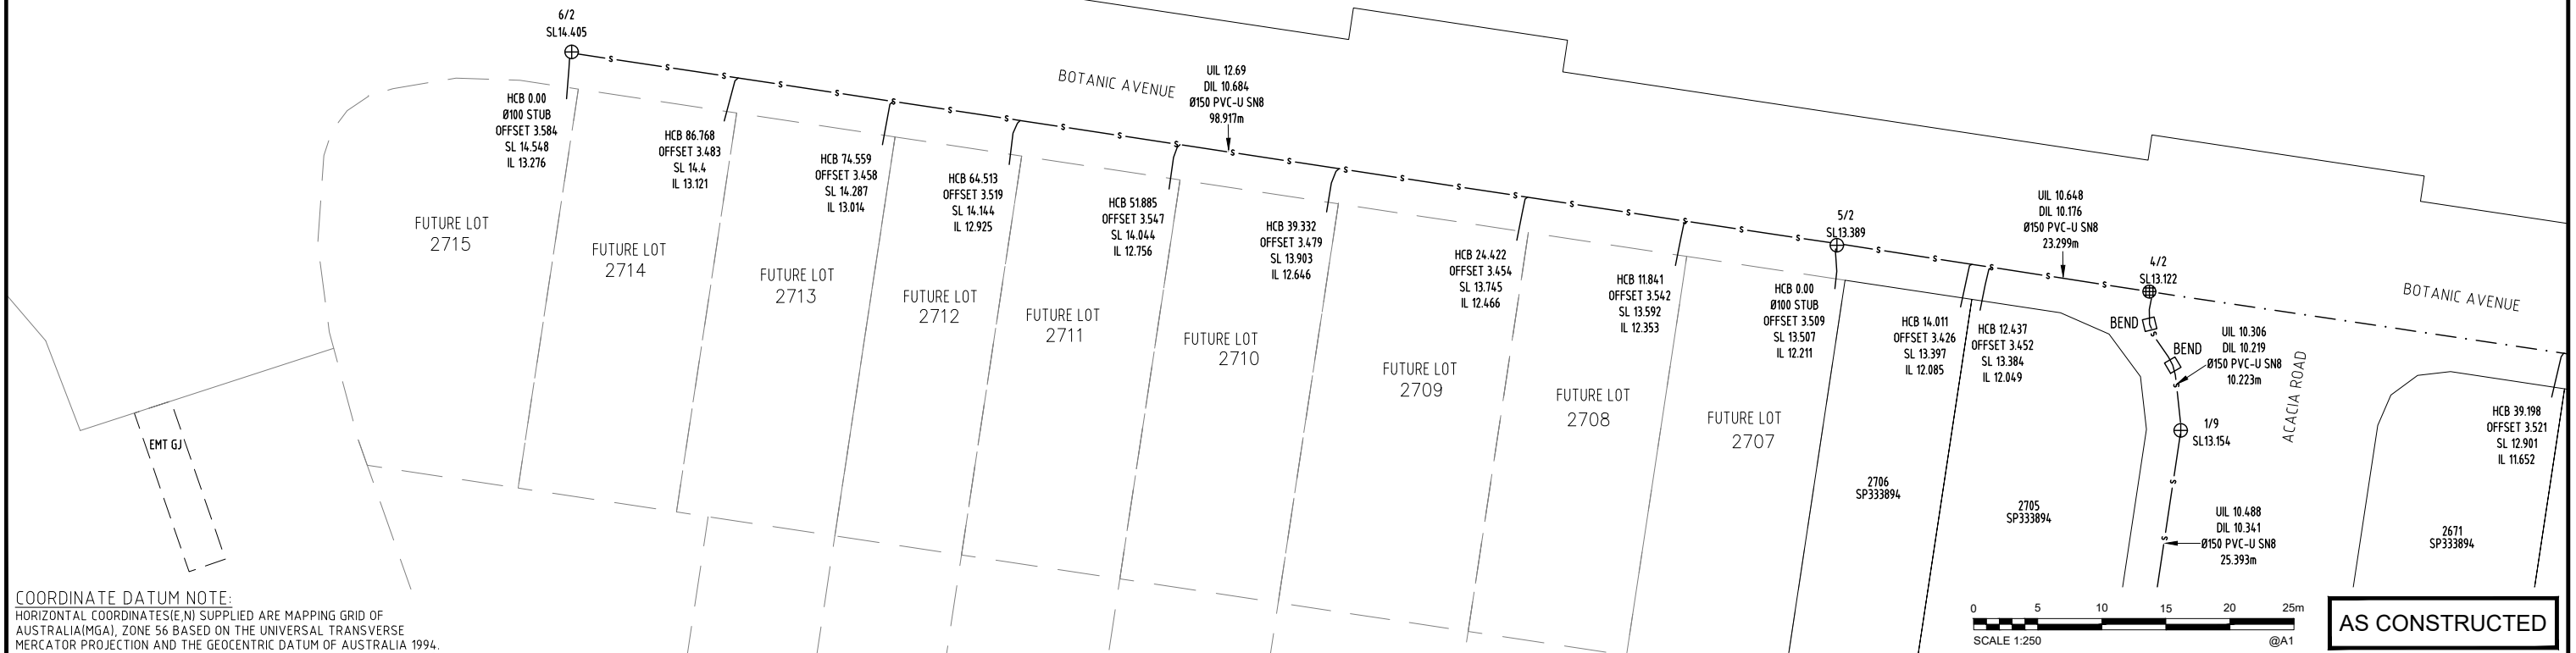 6/2
SL14.405
HCB 0.00
Ø100 STUB
OFFSET 3.584
SL 14.548
IL 13.276
HCB 86.768
OFFSET 3.483
SL 14.4
IL 13.121
HCB 74.559
OFFSET 3.458
SL 14.287
IL 13.014
HCB 64.513
OFFSET 3.519
SL 14.144
IL 12.925
BOTANIC AVENUE
UIL 12.69
DIL 10.684
Ø150 PVC-U SN8
98.917m
HCB 51.885
OFFSET 3.547
SL 14.044
IL 12.756
HCB 39.332
OFFSET 3.479
SL 13.903
IL 12.646
HCB 24.422
OFFSET 3.454
SL 13.745
IL 12.466
HCB 11.841
OFFSET 3.542
SL 13.592
IL 12.353
5/2
SL13.389
HCB 0.00
Ø100 STUB
OFFSET 3.509
SL 13.507
IL 12.211
HCB 14.011
OFFSET 3.426
SL 13.397
IL 12.085
HCB 12.437
OFFSET 3.452
SL 13.384
IL 12.049
UIL 10.648
DIL 10.176
Ø150 PVC-U SN8
23.299m
4/2
SL13.122
BEND
BEND
UIL 10.306
DIL 10.219
Ø150 PVC-U SN8
10.223m
BOTANIC AVENUE
ACACIA ROAD
1/9
SL13.154
UIL 10.488
DIL 10.341
Ø150 PVC-U SN8
25.393m
HCB 39.198
OFFSET 3.521
SL 12.901
IL 11.652
FUTURE LOT
2715
FUTURE LOT
2714
FUTURE LOT
2713
FUTURE LOT
2712
FUTURE LOT
2711
FUTURE LOT
2710
FUTURE LOT
2709
FUTURE LOT
2708
FUTURE LOT
2707
2706
SP333894
2705
SP333894
2671
SP333894
EMT GJ
COORDINATE DATUM NOTE:
HORIZONTAL COORDINATES(E,N) SUPPLIED ARE MAPPING GRID OF
AUSTRALIA(MGA), ZONE 56 BASED ON THE UNIVERSAL TRANSVERSE
MERCATOR PROJECTION AND THE GEOCENTRIC DATUM OF AUSTRALIA 1994.
0 5 10 15 20 25m
SCALE 1:250 @A1
AS CONSTRUCTED